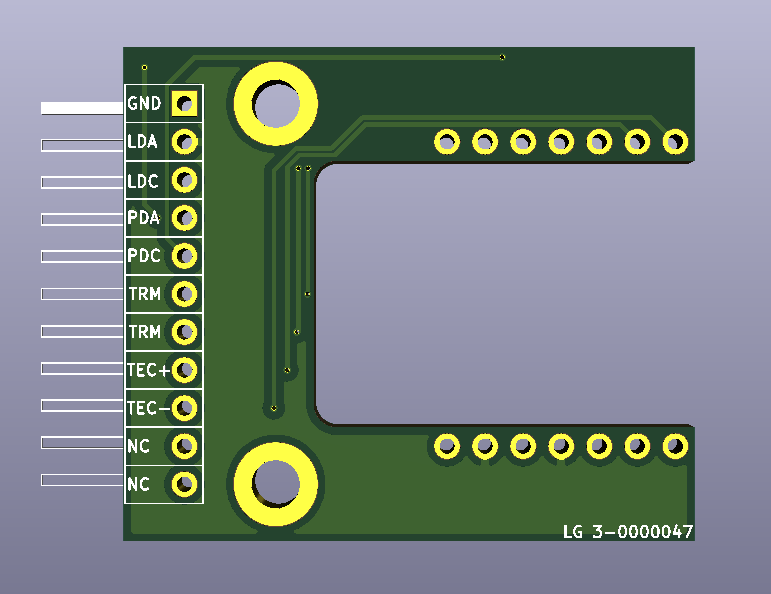 GND
LDA
LDC
PDA
PDC
TRM
TRM
TEC+
TEC-
NC
NC
LG 3-0000047